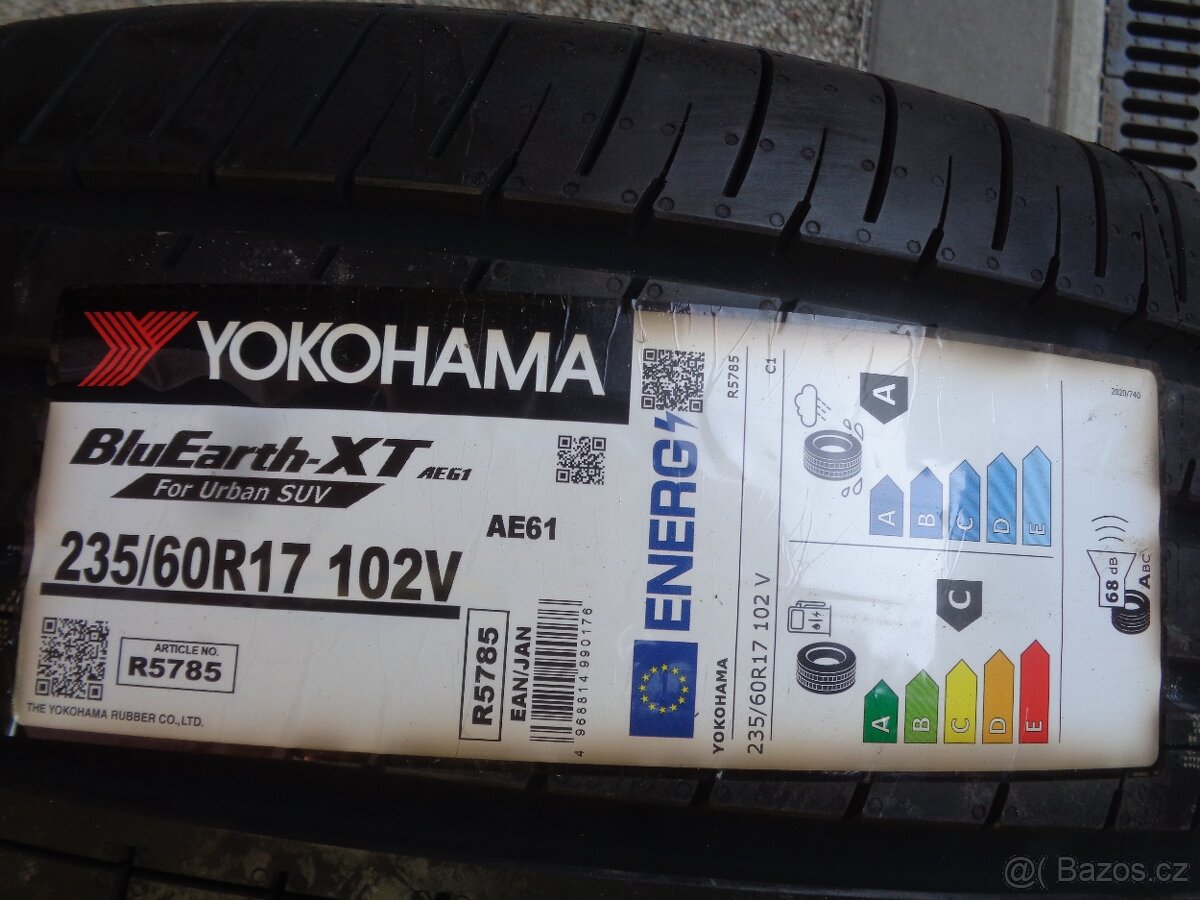 YOKOHAMA
BluEarth-XT AE61
For Urban SUV
AE61
235/60R17 102V
ARTICLE NO.
R5785
THE YOKOHAMA RUBBER CO.,LTD.
R5785
EAN/JAN
4 968814 990176
ENERG
YOKOHAMA
235/60R17 102 V
R5785
C1
A
A
B
C
D
E
C
A
B
C
D
E
2020/740
68 dB
ABC
@( Bazos.cz